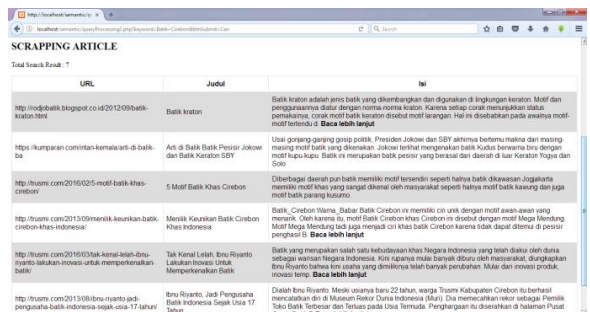 http://localhost/semantic/q...
Search
SCRAPPING ARTICLE
Total Search Result : 7
URL Judul Isi
http://rodjobatik.blogspot.co.id/2012/09/batik-kraton.html
Batik kraton
Batik kraton adalah jenis batik yang dikembangkan dan digunakan di lingkungan keraton. Motif dan
penggunaannya diatur dengan norma-norma kraton. Karena setiap corak menunjukkan status
pemakainya, corak motif batik keraton disebut motif larangan. Hal ini disebabkan pada awalnya motif-
motif tertendu d. Baca lebih lanjut
https://kumparan.com/intan-kemala/arti-di-balik-
ba
Arti di Balik Batik Pesisir Jokowi
dan Batik Keraton SBY
Usai gonjang-ganjing gosip politik, Presiden Jokowi dan SBY akhirnya bertemu makna dari masing-
masing motif batik yang dikenakan. Jokowi terlihat mengenakan batik Kudus berwarna biru dengan
motif kupu-kupu. Batik ini merupakan batik pesisir yang berasal dari daerah di luar Keraton Yogya dan
Solo
http://trusmi.com/2016/02/5-motif-batik-khas-
cirebon/
5 Motif Batik Khas Cirebon
Diberbagai daerah pun batik memiliki motif tersendiri seperti halnya batik dikawasan Jogjakarta
memiliki motif khas yang sangat dikenal oleh masyarakat seperti halnya motif batik kawung dan juga
motif batik parang kusumo.
http://trusmi.com/2013/09/menilik-keunikan-batik-
cirebon-khas-indonesia/
Menilik Keunikan Batik Cirebon
Khas Indonesia
Batik_Cirebon Warna_Babar Batik Cirebon ini memiliki ciri unik dengan motif awan-awan yang
menarik. Oleh karena itu, motif Batik Cirebon khas Cirebon ini disebut dengan motif Mega Mendung.
Motif Mega Mendung tadi juga menjadi ciri khas batik Cirebon karena tidak dapat ditemui di pesisir
penghasil B. Baca lebih lanjut
http://trusmi.com/2016/03/tak-kenal-lelah-ibnu-
riyanto-lakukan-inovasi-untuk-memperkenalkan-
batik/
Tak Kenal Lelah, Ibnu Riyanto
Lakukan Inovasi Untuk
Memperkenalkan Batik
Batik yang merupakan salah satu kebudayaan khas Negara Indonesia yang telah diakui oleh dunia
sebagai warisan Negara Indonesia. Kini rupanya mulai banyak diburu oleh masyarakat, diungkapkan
Ibnu Riyanto bahwa kini usaha yang dimilikinya telah banyak perubahan. Mulai dari inovasi produk,
inovasi temp. Baca lebih lanjut
http://trusmi.com/2013/08/ibnu-riyanto-jadi-
pengusaha-batik-indonesia-sejak-usia-17-tahun/
Ibnu Riyanto, Jadi Pengusaha
Batik Indonesia Sejak Usia 17
Tahun
Dialah Ibnu Riyanto. Meski usianya baru 22 tahun, warga Trusmi Kabupaten Cirebon itu berhasil
mencatatkan diri di Museum Rekor Dunia Indonesia (Muri). Dia memecahkan rekor sebagai Pemilik
Toko Batik Terbesar dan Terluas pada Usia Termuda. Penghargaan itu diserahkan di halaman Pusat